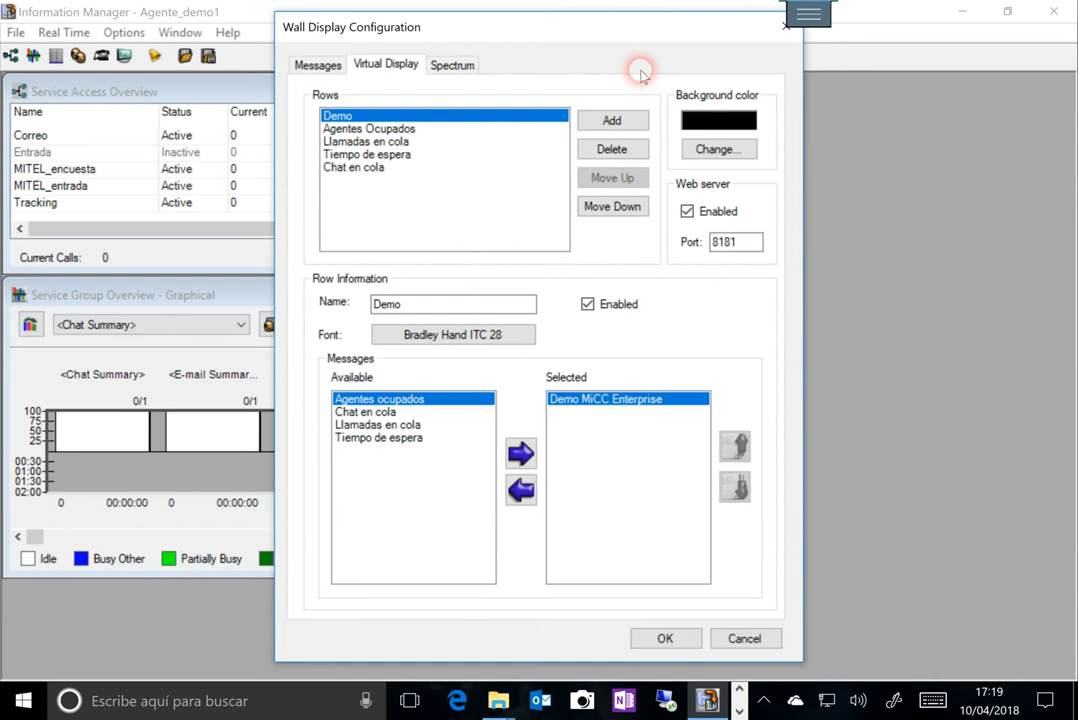 Information Manager - Agente_demo1
File Real Time Options Window Help
Service Access Overview
Name Status Current
Correo Active 0
Entrada Inactive 0
MITEL_encuesta Active 0
MITEL_entrada Active 0
Tracking Active 0
Current Calls: 0
Service Group Overview - Graphical
<Chat Summary>
<Chat Summary> <E-mail Summar...
0/1 0/1
100
75
50
25
00:30
01:00
01:30
02:00
0 00:00:00 0 00:00:00
Idle Busy Other Partially Busy
Wall Display Configuration
Messages Virtual Display Spectrum
Rows
Demo
Agentes Ocupados
Llamadas en cola
Tiempo de espera
Chat en cola
Add
Delete
Move Up
Move Down
Background color
Change...
Web server
Enabled
Port: 8181
Row Information
Name: Demo Enabled
Font: Bradley Hand ITC 28
Messages
Available
Agentes ocupados
Chat en cola
Llamadas en cola
Tiempo de espera
Selected
Demo MiCC Enterprise
OK Cancel
Escribe aquí para buscar
17:19
10/04/2018